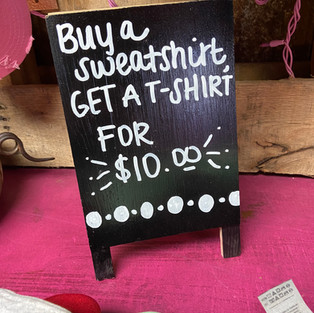 Buy a
sweatshirt,
GET A T-SHIRT
FOR
$10.00